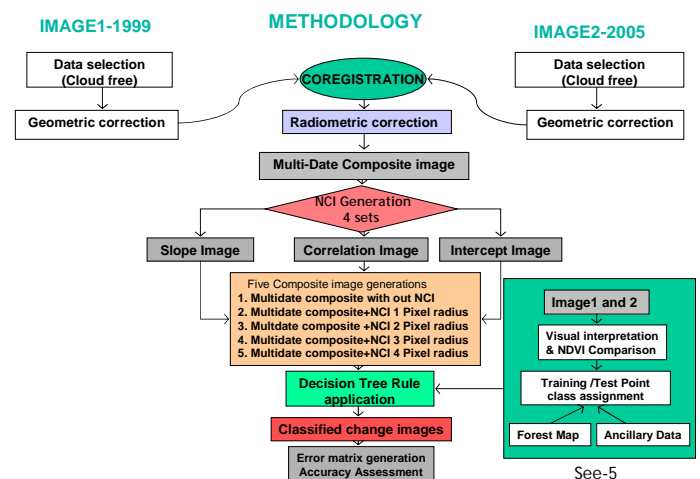 METHODOLOGY
IMAGE1-1999
IMAGE2-2005
Data selection
(Cloud free)
Geometric correction
COREGISTRATION
Data selection
(Cloud free)
Geometric correction
Radiometric correction
Multi-Date Composite image
NCI Generation
4 sets
Slope Image
Correlation Image
Intercept Image
Five Composite image generations
1. Multidate composite with out NCI
2. Multidate composite+NCI 1 Pixel radius
3. Multdate composite +NCI 2 Pixel radius
4. Multidate composite+NCI 3 Pixel radius
5. Multidate composite+NCI 4 Pixel radius
Decision Tree Rule
application
Classified change images
Error matrix generation
Accuracy Assessment
Image1 and 2
Visual interpretation
& NDVI Comparison
Training /Test Point
class assignment
Forest Map
Ancillary Data
See-5